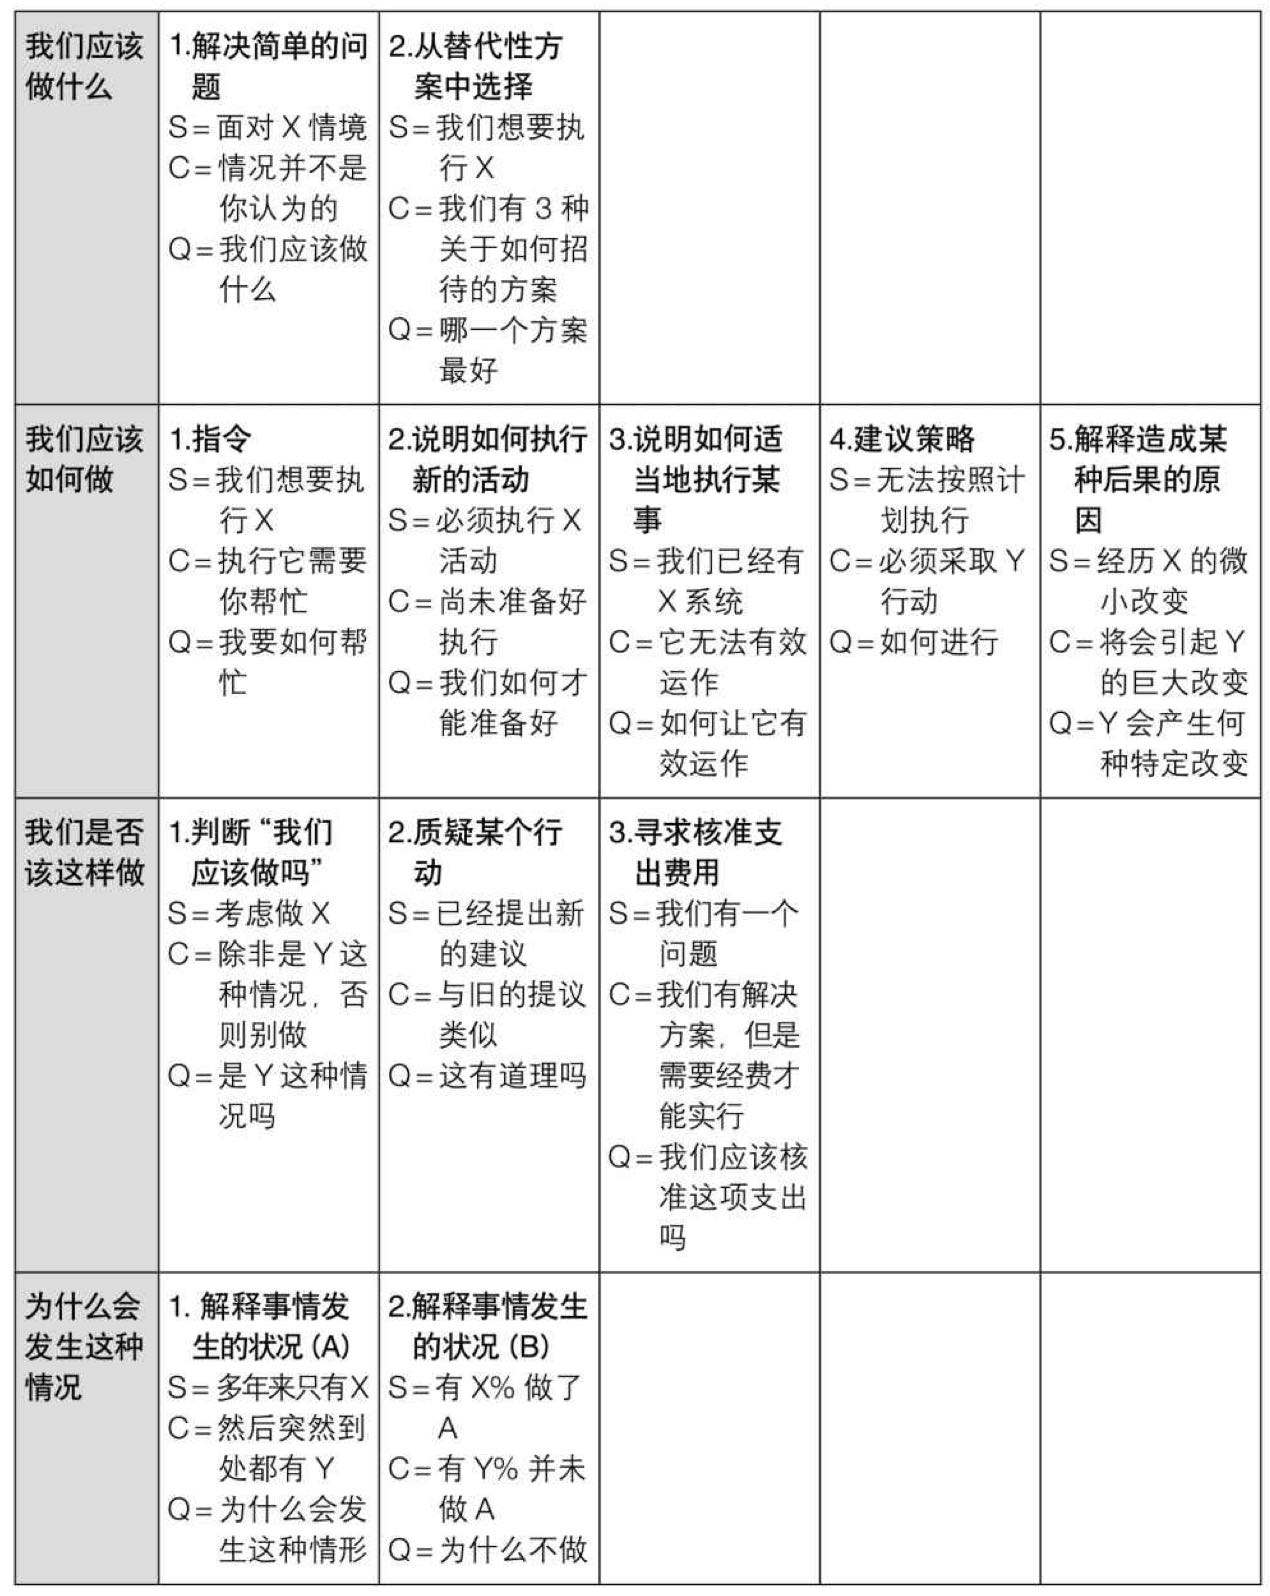 我们应该
做什么
1.解决简单的问
题
S=面对 X 情境
C=情况并不是
你认为的
Q=我们应该做
什么
2.从替代性方
案中选择
S=我们想要执
行 X
C=我们有 3 种
关于如何招
待的方案
Q=哪一个方案
最好
我们应该
如何做
1.指令
S=我们想要执
行 X
C=执行它需要
你帮忙
Q=我要如何帮
忙
2.说明如何执行
新的活动
S=必须执行 X
活动
C=尚未准备好
执行
Q=我们如何才
能准备好
3.说明如何适
当地执行某
事
S=我们已经有
X 系统
C=它无法有效
运作
Q=如何让它有
效运作
4.建议策略
S=无法按照计
划执行
C=必须采取 Y
行动
Q=如何进行
5.解释造成某
种后果的原
因
S=经历 X 的微
小改变
C=将会引起 Y
的巨大改变
Q=Y 会产生何
种特定改变
我们是否
该这样做
1.判断“我们
应该做吗”
S=考虑做 X
C=除非是 Y 这
种情况，否
则别做
Q=是 Y 这种情
况吗
2.质疑某个行
动
S=已经提出新
的建议
C=与旧的提议
类似
Q=这有道理吗
3.寻求核准支
出费用
S=我们有一个
问题
C=我们有解决
方案，但是
需要经费才
能实行
Q=我们应该核
准这项支出
吗
为什么会
发生这种
情况
1. 解释事情发
生的状况 (A)
S=多年来只有X
C=然后突然到
处都有 Y
Q=为什么会发
生这种情形
2.解释事情发生
的状况 (B)
S=有 X% 做了
A
C=有 Y% 并未
做 A
Q=为什么不做